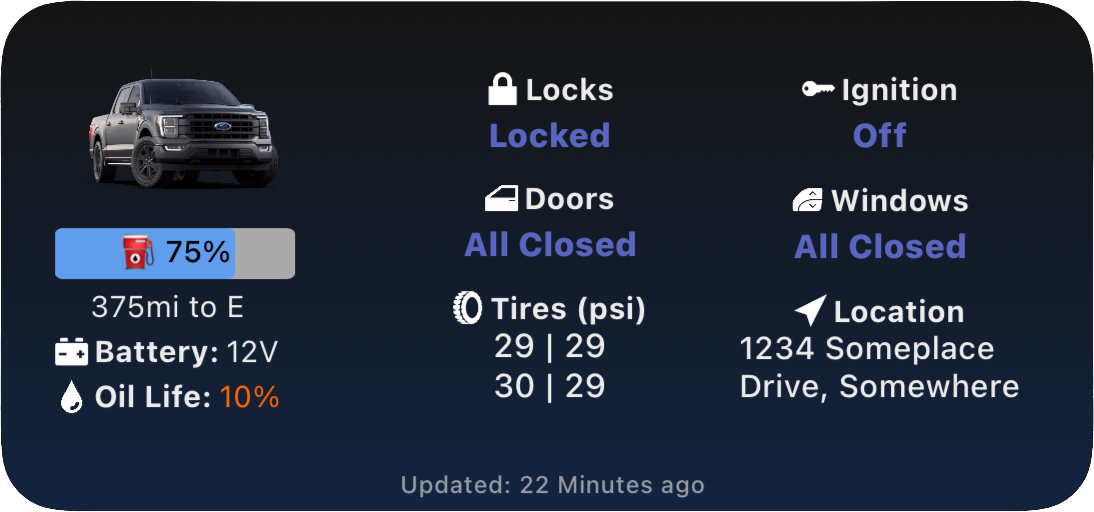 75%
375mi to E
Battery: 12V
Oil Life: 10%
Locks
Locked
Doors
All Closed
Tires (psi)
29 | 29
30 | 29
Ignition
Off
Windows
All Closed
Location
1234 Someplace
Drive, Somewhere
Updated: 22 Minutes ago